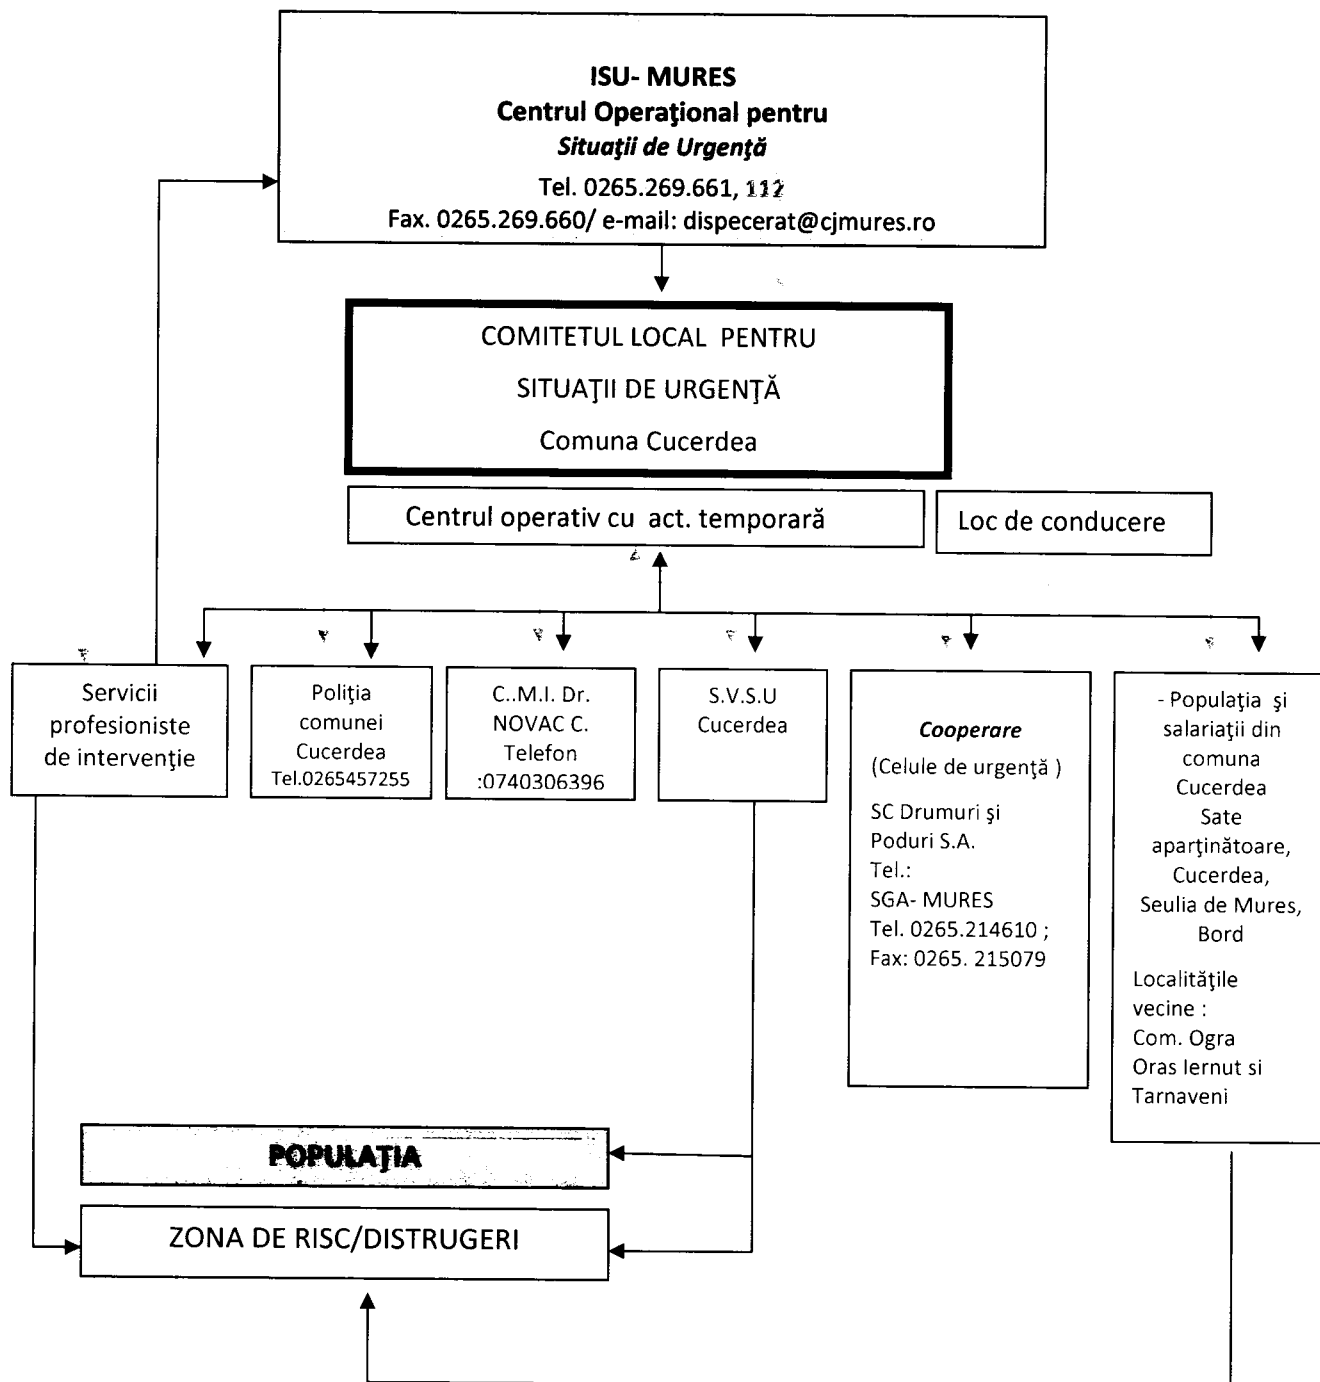 ISU- MURES
Centrul Operaţional pentru
Situaţii de Urgenţă
Tel. 0265.269.661, 112
Fax. 0265.269.660/ e-mail: dispecerat@cjmures.ro
COMITETUL LOCAL PENTRU
SITUAŢII DE URGENŢĂ
Comuna Cucerdea
Centrul operativ cu act. temporară
Loc de conducere
Servicii
profesioniste
de intervenţie
Poliţia
comunei
Cucerdea
Tel.0265457255
C..M.I. Dr.
NOVAC C.
Telefon
:0740306396
S.V.S.U
Cucerdea
Cooperare
(Celule de urgenţă )
SC Drumuri şi
Poduri S.A.
Tel.:
SGA- MURES
Tel. 0265.214610 ;
Fax: 0265. 215079
- Populaţia şi
salariaţii din
comuna
Cucerdea
Sate
aparţinătoare,
Cucerdea,
Seulia de Mures,
Bord
Localităţile
vecine :
Com. Ogra
Oras Iernut si
Tarnaveni
POPULAŢIA
ZONA DE RISC/DISTRUGERI